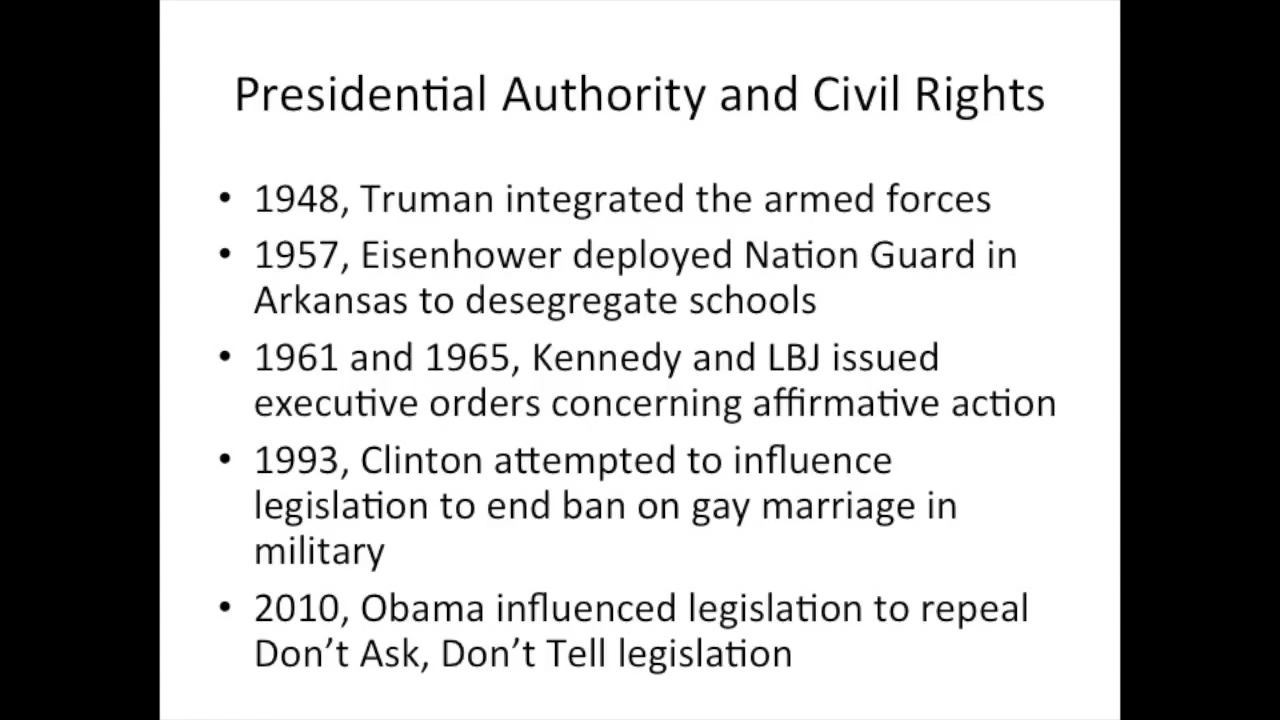 Presidential Authority and Civil Rights
• 1948, Truman integrated the armed forces
• 1957, Eisenhower deployed Nation Guard in
Arkansas to desegregate schools
• 1961 and 1965, Kennedy and LBJ issued
executive orders concerning affirmative action
• 1993, Clinton attempted to influence
legislation to end ban on gay marriage in
military
• 2010, Obama influenced legislation to repeal
Don’t Ask, Don’t Tell legislation